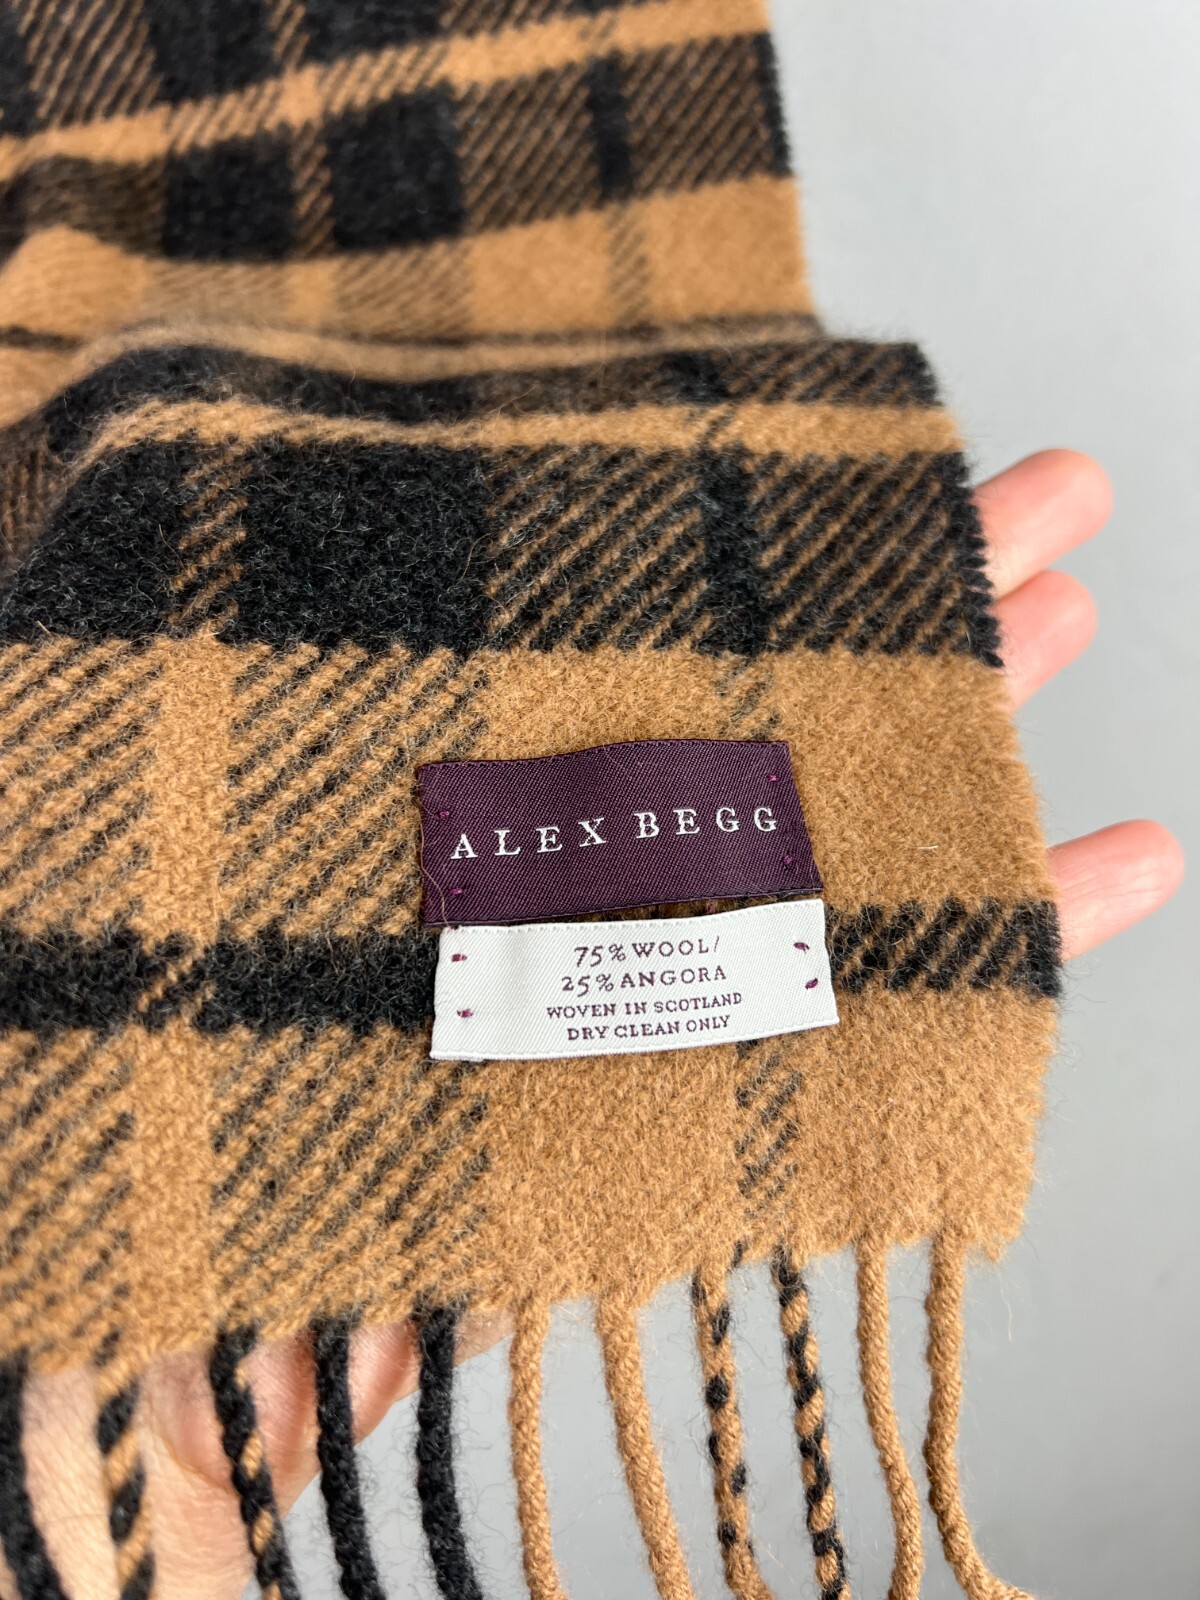 ALEX BEGG
75% WOOL/
25% ANGORA
WOVEN IN SCOTLAND
DRY CLEAN ONLY